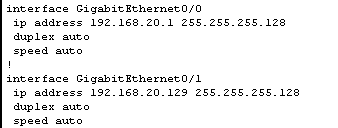 interface GigabitEthernet0/0
 ip address 192.168.20.1 255.255.255.128
 duplex auto
 speed auto
!
interface GigabitEthernet0/1
 ip address 192.168.20.129 255.255.255.128
 duplex auto
 speed auto